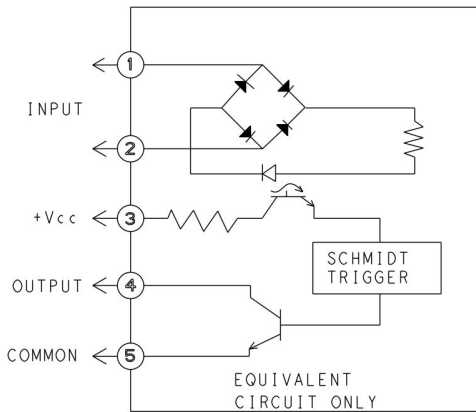 1
INPUT
2
+Vcc
3
SCHMIDT
TRIGGER
OUTPUT
4
COMMON
5
EQUIVALENT
CIRCUIT ONLY